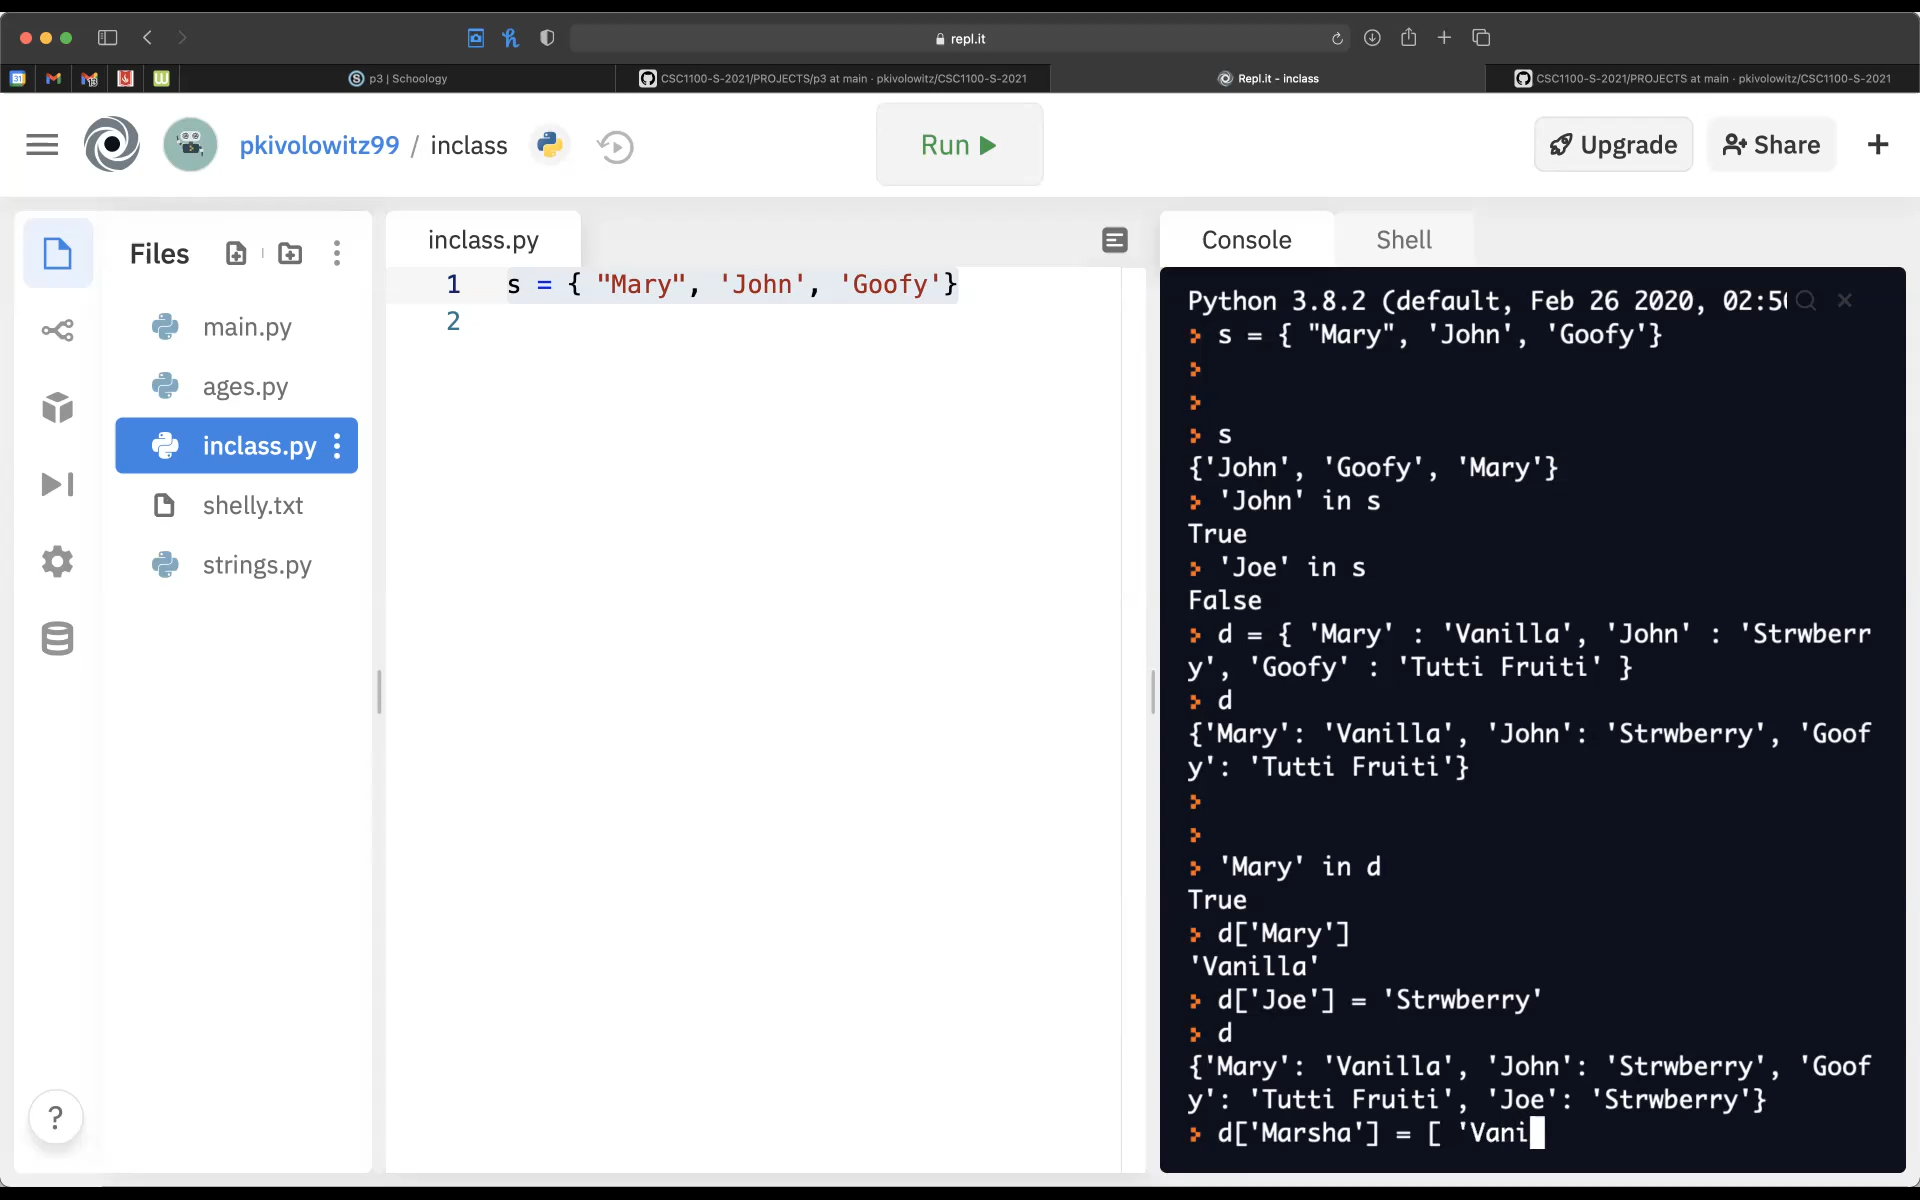 repl.it
31
13
p3 | Schoology
CSC1100-S-2021/PROJECTS/p3 at main · pkivolowitz/CSC1100-S-2021
Repl.it - inclass
CSC1100-S-2021/PROJECTS at main · pkivolowitz/CSC1100-S-2021
pkivolowitz99 / inclass
Run
Upgrade
Share
Files
main.py
ages.py
inclass.py
shelly.txt
strings.py
?
inclass.py
1 s = { "Mary", 'John', 'Goofy'}
2
Console
Shell
Python 3.8.2 (default, Feb 26 2020, 02:5
s = { "Mary", 'John', 'Goofy'}
s
{'John', 'Goofy', 'Mary'}
'John' in s
True
'Joe' in s
False
d = { 'Mary' : 'Vanilla', 'John' : 'Strwberr
y', 'Goofy' : 'Tutti Fruiti' }
d
{'Mary': 'Vanilla', 'John': 'Strwberry', 'Goof
y': 'Tutti Fruiti'}
'Mary' in d
True
d['Mary']
'Vanilla'
d['Joe'] = 'Strwberry'
d
{'Mary': 'Vanilla', 'John': 'Strwberry', 'Goof
y': 'Tutti Fruiti', 'Joe': 'Strwberry'}
d['Marsha'] = [ 'Vani